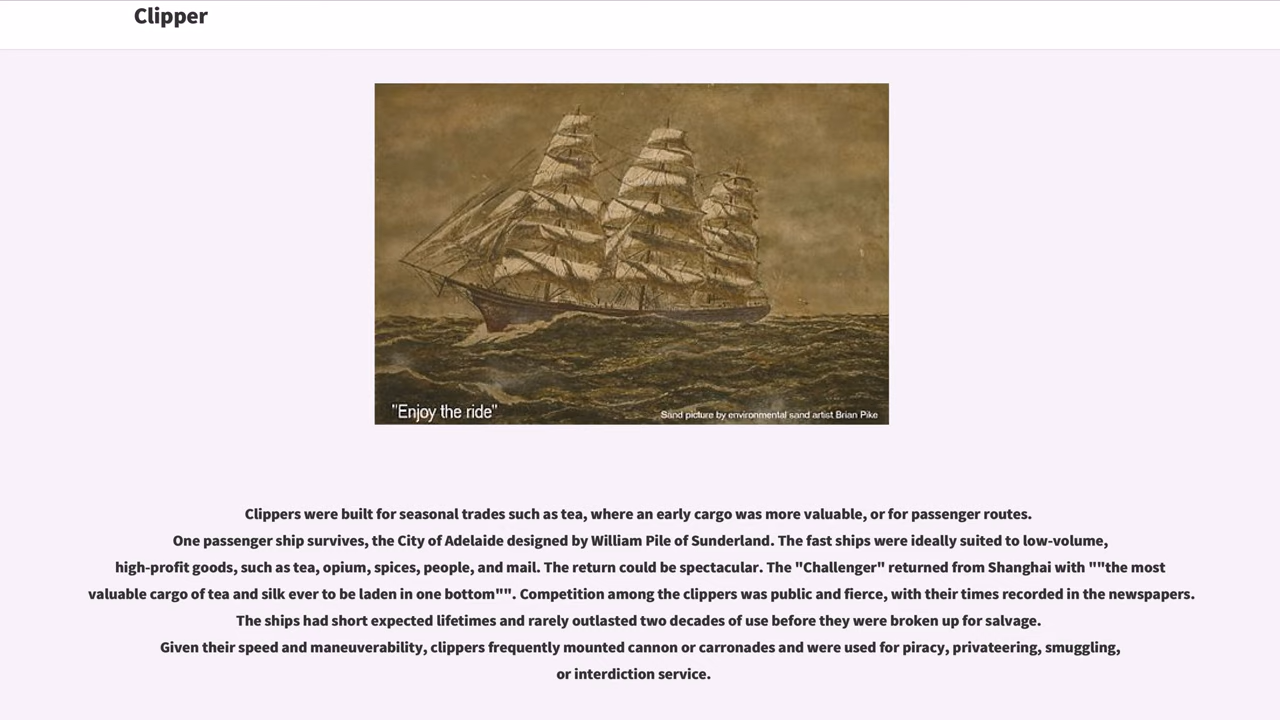 Clipper
"Enjoy the ride"
Sand picture by environmental sand artist Brian Pike
Clippers were built for seasonal trades such as tea, where an early cargo was more valuable, or for passenger routes.
One passenger ship survives, the City of Adelaide designed by William Pile of Sunderland. The fast ships were ideally suited to low-volume,
high-profit goods, such as tea, opium, spices, people, and mail. The return could be spectacular. The "Challenger" returned from Shanghai with ""the most
valuable cargo of tea and silk ever to be laden in one bottom"". Competition among the clippers was public and fierce, with their times recorded in the newspapers.
The ships had short expected lifetimes and rarely outlasted two decades of use before they were broken up for salvage.
Given their speed and maneuverability, clippers frequently mounted cannon or carronades and were used for piracy, privateering, smuggling,
or interdiction service.